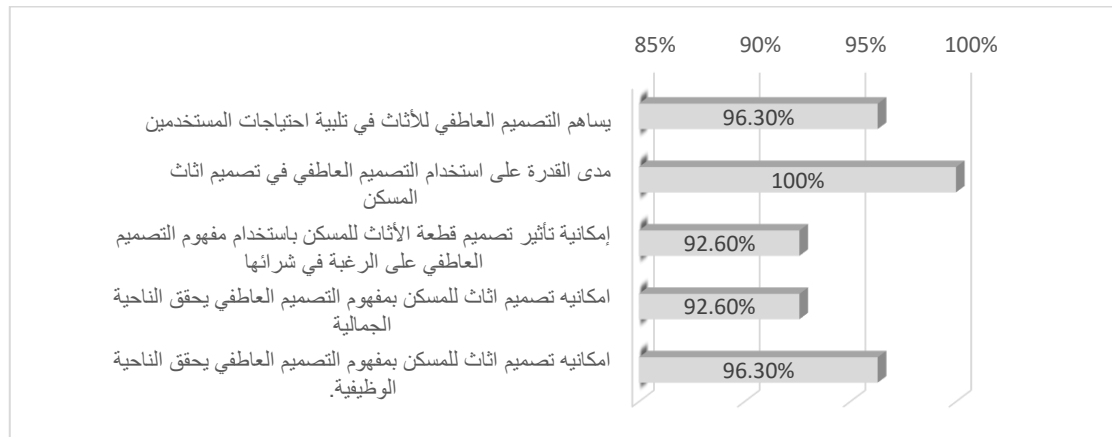 85% 90% 95% 100%
يساهم التصميم العاطفي للأثاث في تلبية احتياجات المستخدمين
96.30%
مدى القدرة على استخدام التصميم العاطفي في تصميم اثاث
المسكن
100%
إمكانية تأثير تصميم قطعة الأثاث للمسكن باستخدام مفهوم التصميم
العاطفي على الرغبة في شرائها
92.60%
امكانيه تصميم اثاث للمسكن بمفهوم التصميم العاطفي يحقق الناحية
الجمالية
92.60%
امكانيه تصميم اثاث للمسكن بمفهوم التصميم العاطفي يحقق الناحية
الوظيفية.
96.30%